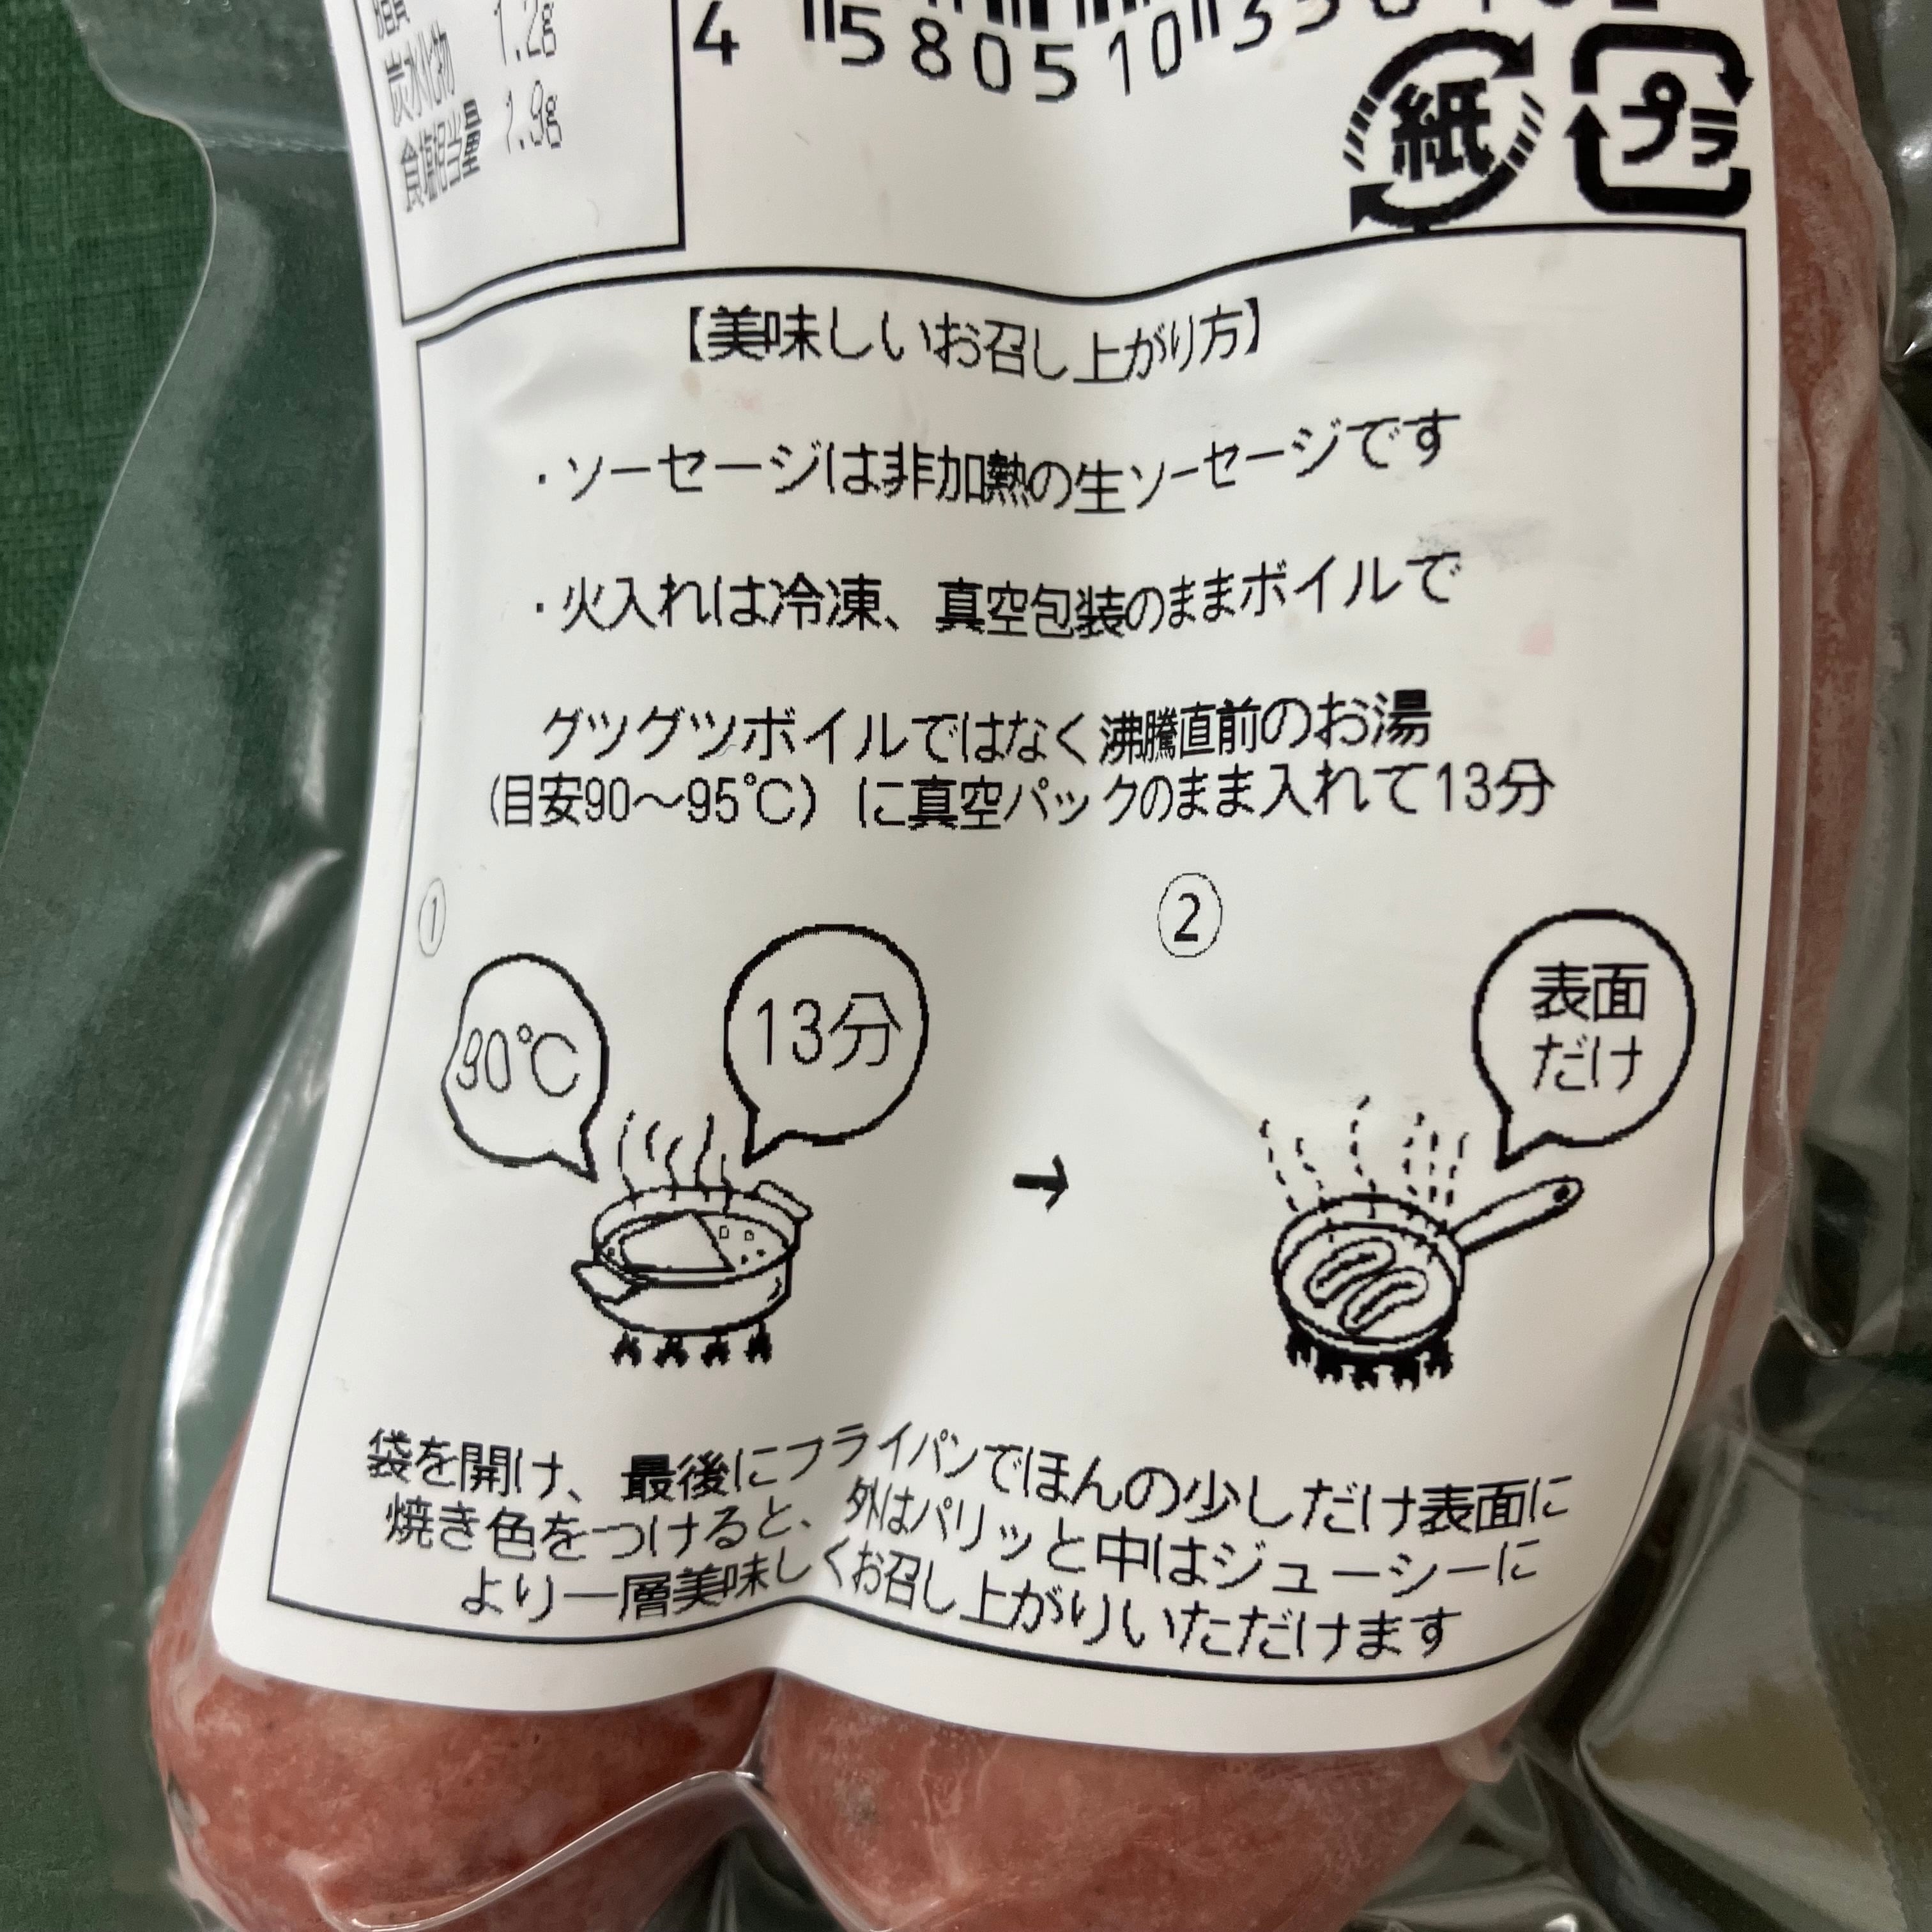 炭水化物 1.2g
食塩相当量 1.9g
4 580510
紙
プラ
【美味しいお召し上がり方】
・ソーセージは非加熱の生ソーセージです
・火入れは冷凍、真空包装のままボイルで
グツグツボイルではなく沸騰直前のお湯
(目安90~95℃) に真空パックのまま入れて13分
①
②
90℃
13分
→
表面
だけ
袋を開け、最後にフライパンでほんの少しだけ表面に
焼き色をつけると、外はパリッと中はジューシーに
より一層美味しくお召し上がりいただけます